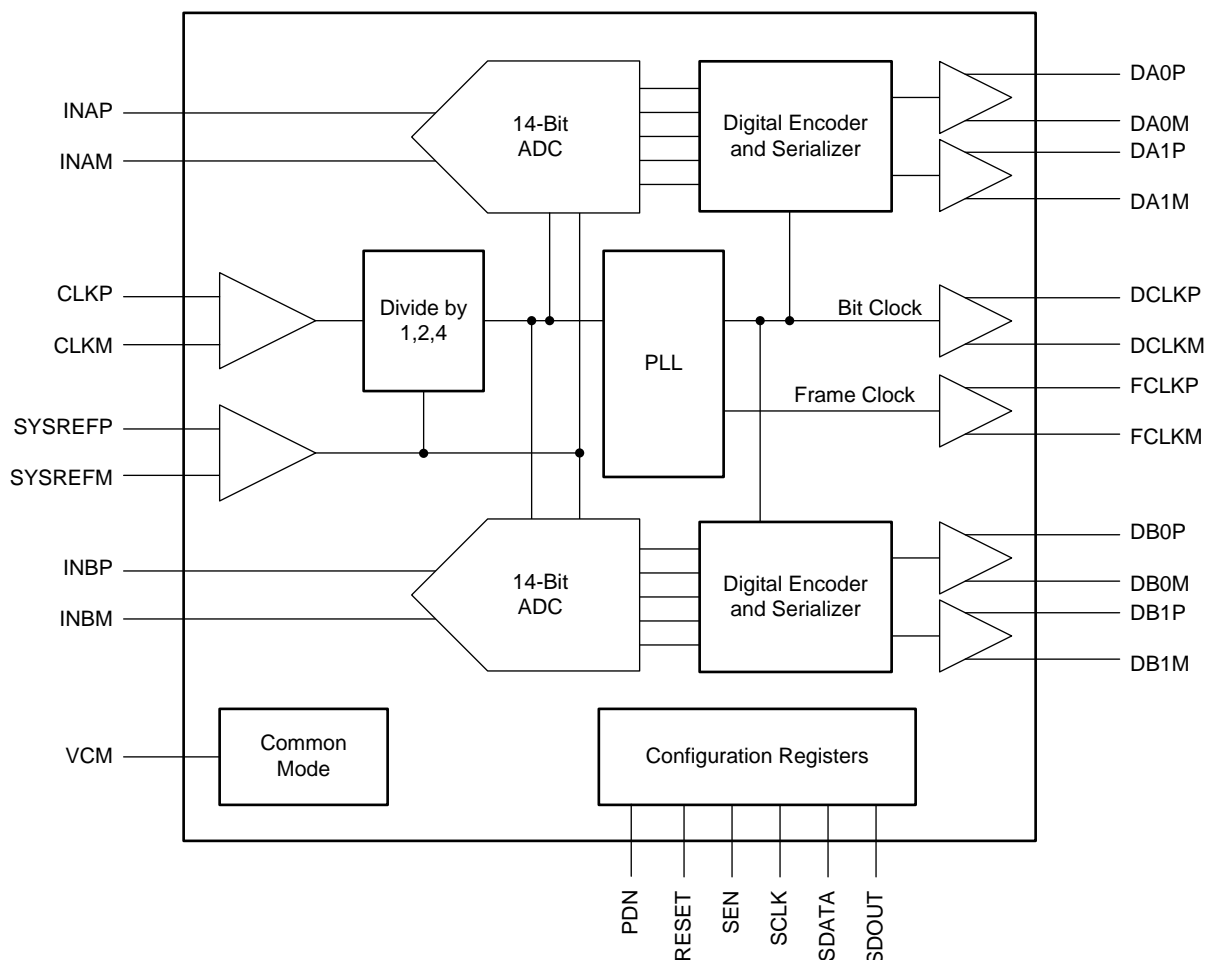 INAP
INAM
14-Bit
ADC
Digital Encoder
and Serializer
DA0P
DA0M
DA1P
DA1M
CLKP
CLKM
Divide by
1,2,4
PLL
Bit Clock
Frame Clock
DCLKP
DCLKM
FCLKP
FCLKM
SYSREFP
SYSREFM
INBP
INBM
14-Bit
ADC
Digital Encoder
and Serializer
DB0P
DB0M
DB1P
DB1M
VCM
Common
Mode
Configuration Registers
PDN
RESET
SEN
SCLK
SDATA
SDOUT